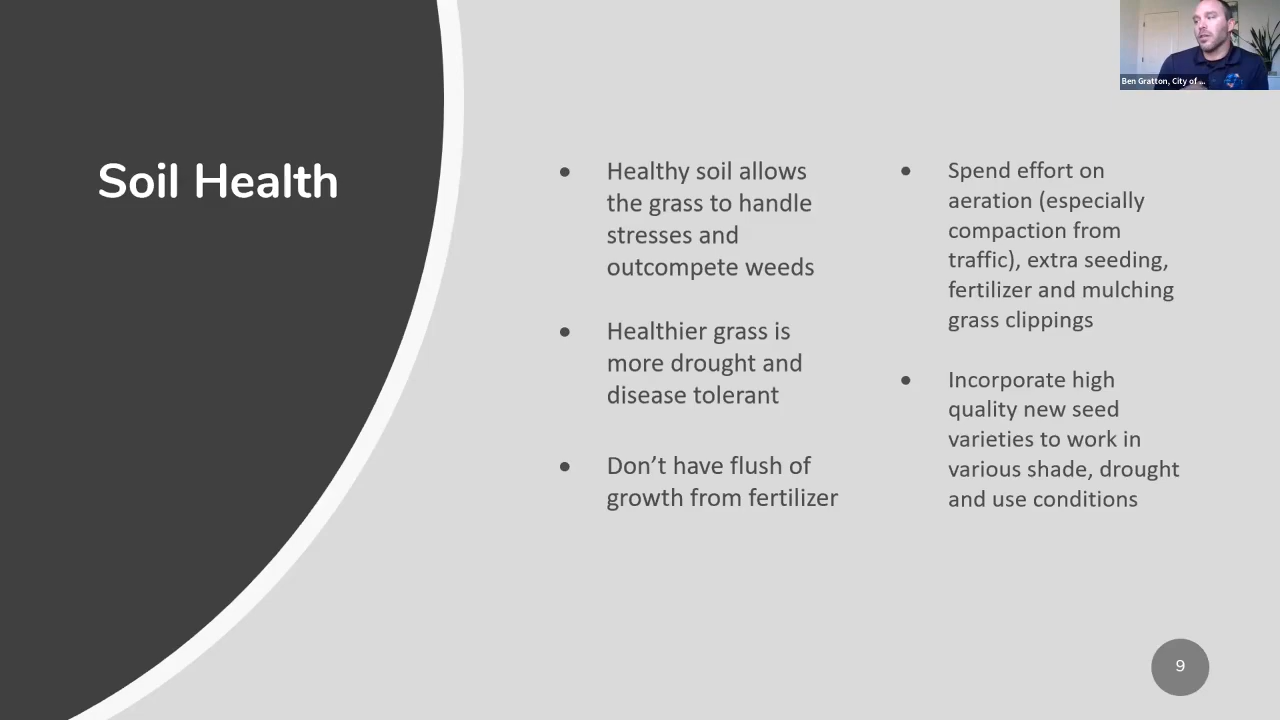 Ben Gratton, City of ...
Soil Health
• Healthy soil allows
the grass to handle
stresses and
outcompete weeds
• Healthier grass is
more drought and
disease tolerant
• Don’t have flush of
growth from fertilizer
• Spend effort on
aeration (especially
compaction from
traffic), extra seeding,
fertilizer and mulching
grass clippings
• Incorporate high
quality new seed
varieties to work in
various shade, drought
and use conditions
9